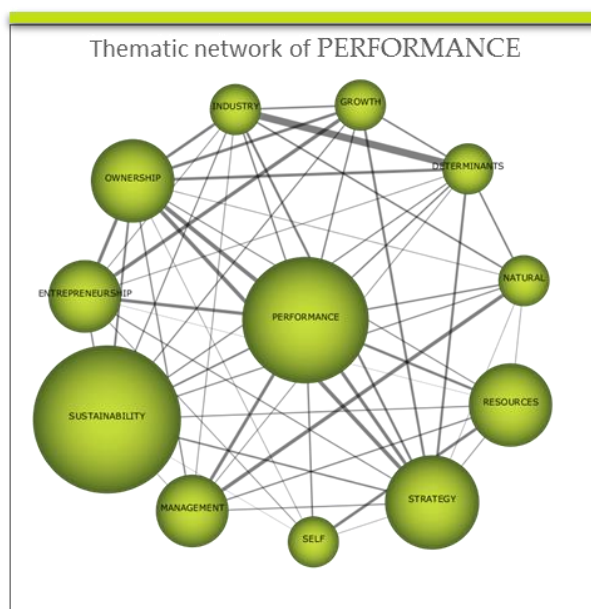 Thematic network of PERFORMANCE
INDUSTRY
GROWTH
DETERMINANTS
OWNERSHIP
NATURAL
ENTREPRENEURSHIP
PERFORMANCE
RESOURCES
SUSTAINABILITY
STRATEGY
MANAGEMENT
SELF